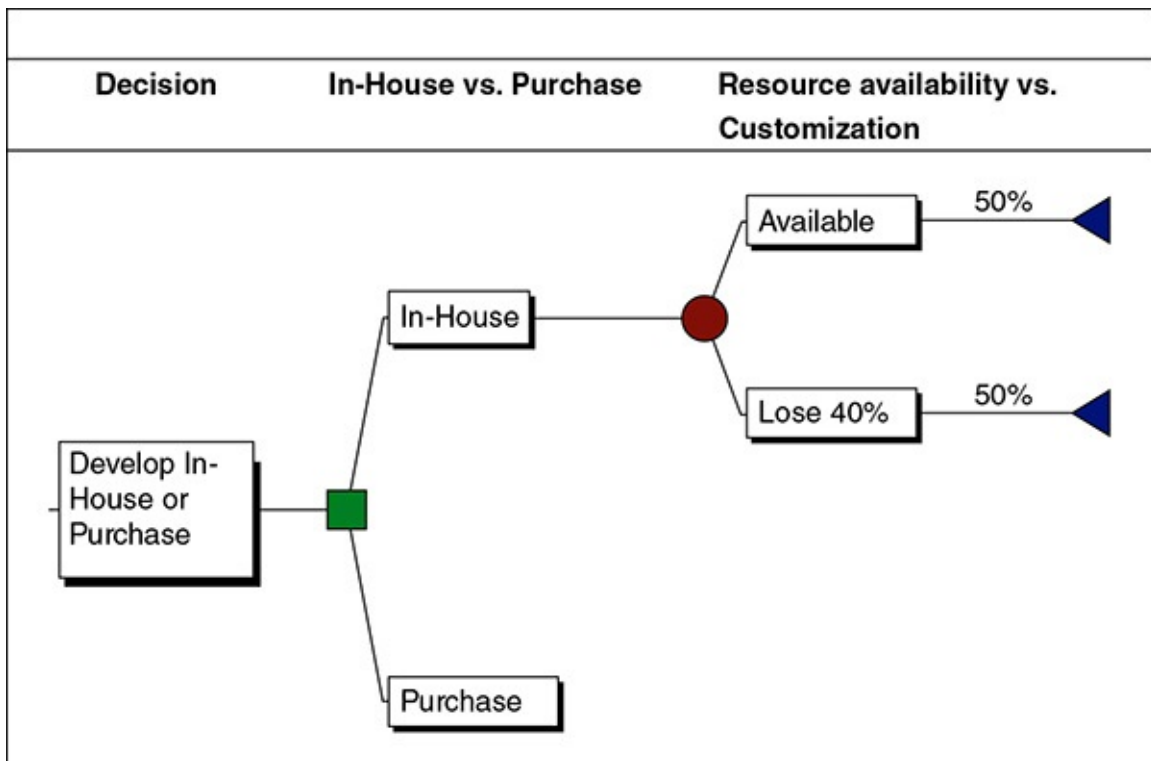 Decision
In-House vs. Purchase
Resource availability vs.
Customization
Available
50%
In-House
Lose 40%
50%
Develop In-
House or
Purchase
Purchase